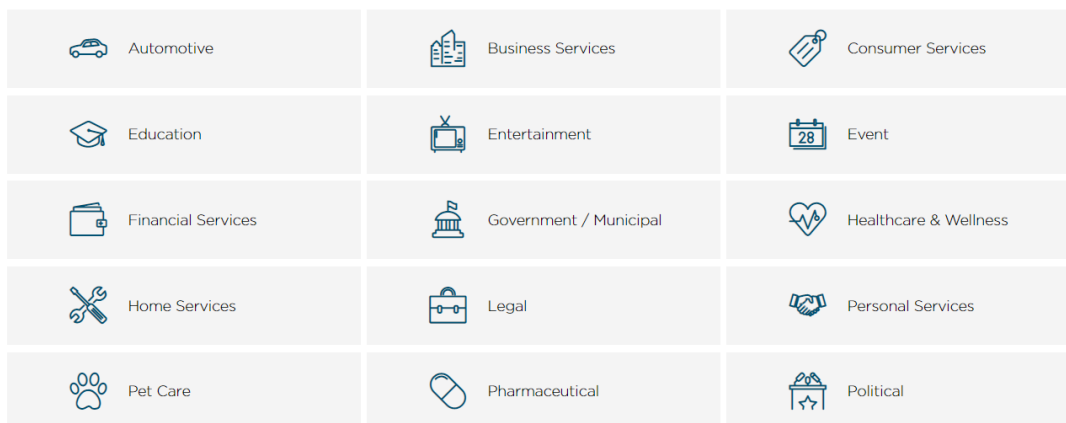 Automotive
Business Services
Consumer Services
Education
Entertainment
28
Event
Financial Services
Government / Municipal
Healthcare & Wellness
Home Services
Legal
Personal Services
Pet Care
Pharmaceutical
Political